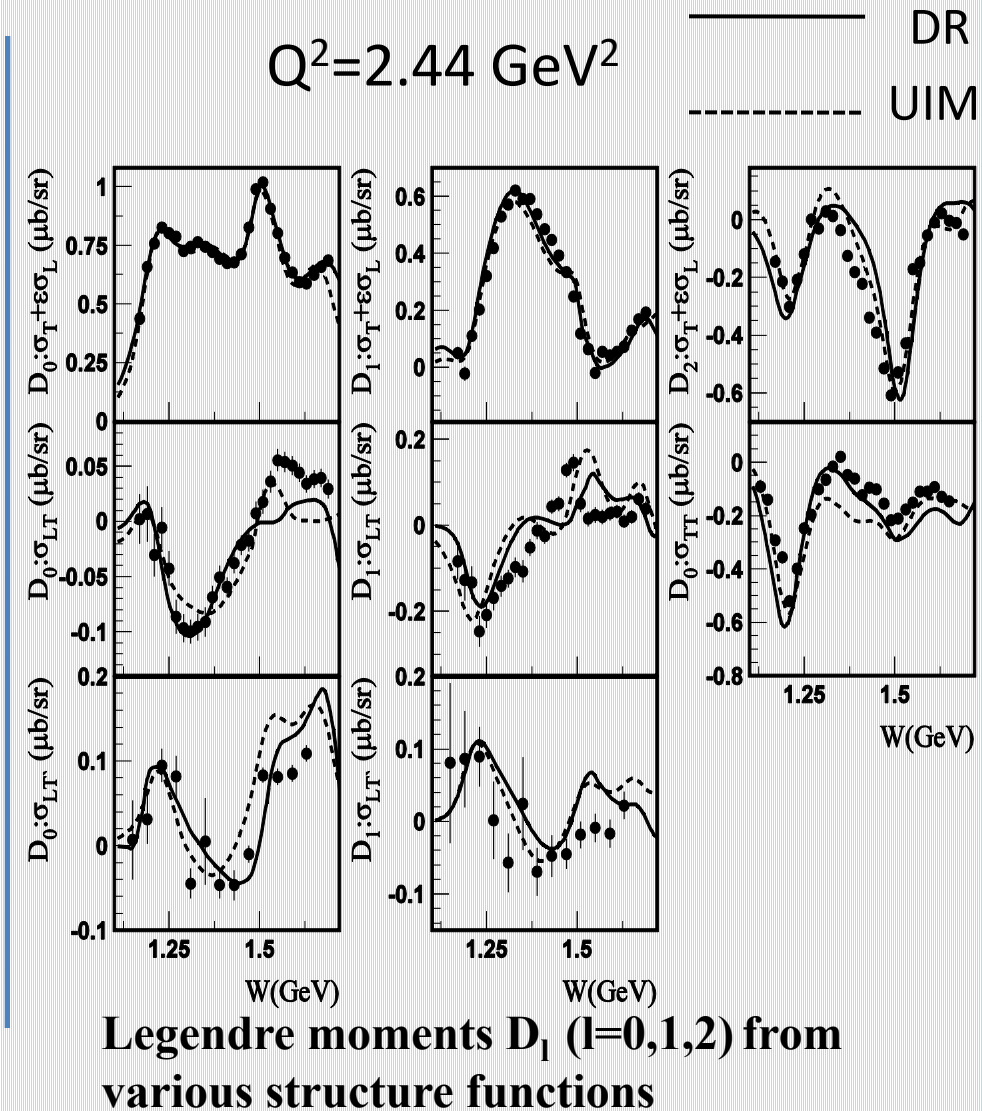 DR
Q²=2.44 GeV²
UIM
D₀:σ_T+εσ_L (μb/sr)
1
0.75
0.5
0.25
0
D₁:σ_T+εσ_L (μb/sr)
0.6
0.4
0.2
0
D₂:σ_T+εσ_L (μb/sr)
0
-0.2
-0.4
-0.6
D₀:σ_LT (μb/sr)
0.05
0
-0.05
-0.1
D₁:σ_LT (μb/sr)
0.2
0
-0.2
D₀:σ_TT (μb/sr)
0
-0.2
-0.4
-0.6
-0.8
1.25 1.5
W(GeV)
D₀:σ_LT' (μb/sr)
0.2
0.1
0
-0.1
1.25 1.5
W(GeV)
D₁:σ_LT' (μb/sr)
0.2
0.1
0
-0.1
1.25 1.5
W(GeV)
Legendre moments D_l (l=0,1,2) from
various structure functions